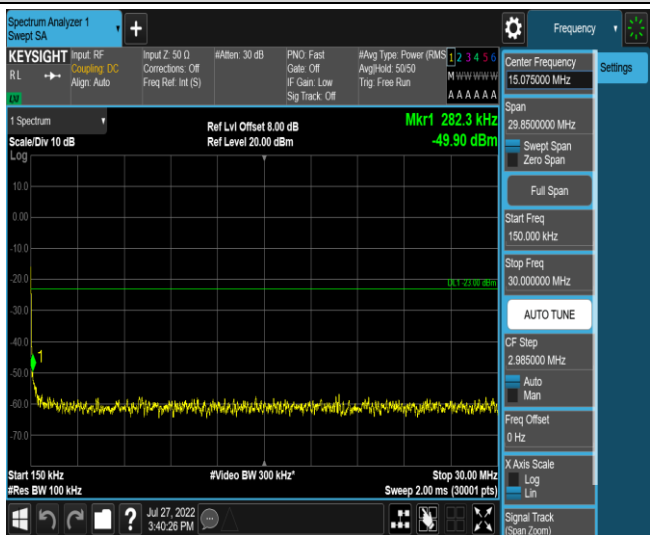 Spectrum Analyzer 1
Swept SA
+
Frequency
KEYSIGHT Input: RF Input Z: 50 Ω #Atten: 30 dB PNO: Fast #Avg Type: Power (RMS 1 2 3 4 5 6
RL Coupling: DC Corrections: Off Gate: Off Avg|Hold: 50/50 M W W W W W
Align: Auto Freq Ref: Int (S) IF Gain: Low Trig: Free Run
Sig Track: Off A A A A A A
LXI
1 Spectrum
Ref Lvl Offset 8.00 dB Mkr1 282.3 kHz
Scale/Div 10 dB Ref Level 20.00 dBm -49.90 dBm
Log
10.0
0.00
-10.0
-20.0
DL1 -23.00 dBm
-30.0
-40.0
1
-50.0
-60.0
-70.0
Start 150 kHz #Video BW 300 kHz* Stop 30.00 MHz
#Res BW 100 kHz Sweep 2.00 ms (30001 pts)
Center Frequency
15.075000 MHz
Settings
Span
29.8500000 MHz
Swept Span
Zero Span
Full Span
Start Freq
150.000 kHz
Stop Freq
30.000000 MHz
AUTO TUNE
CF Step
2.985000 MHz
Auto
Man
Freq Offset
0 Hz
X Axis Scale
Log
Lin
Signal Track
(Span Zoom)
?
Jul 27, 2022
3:40:26 PM